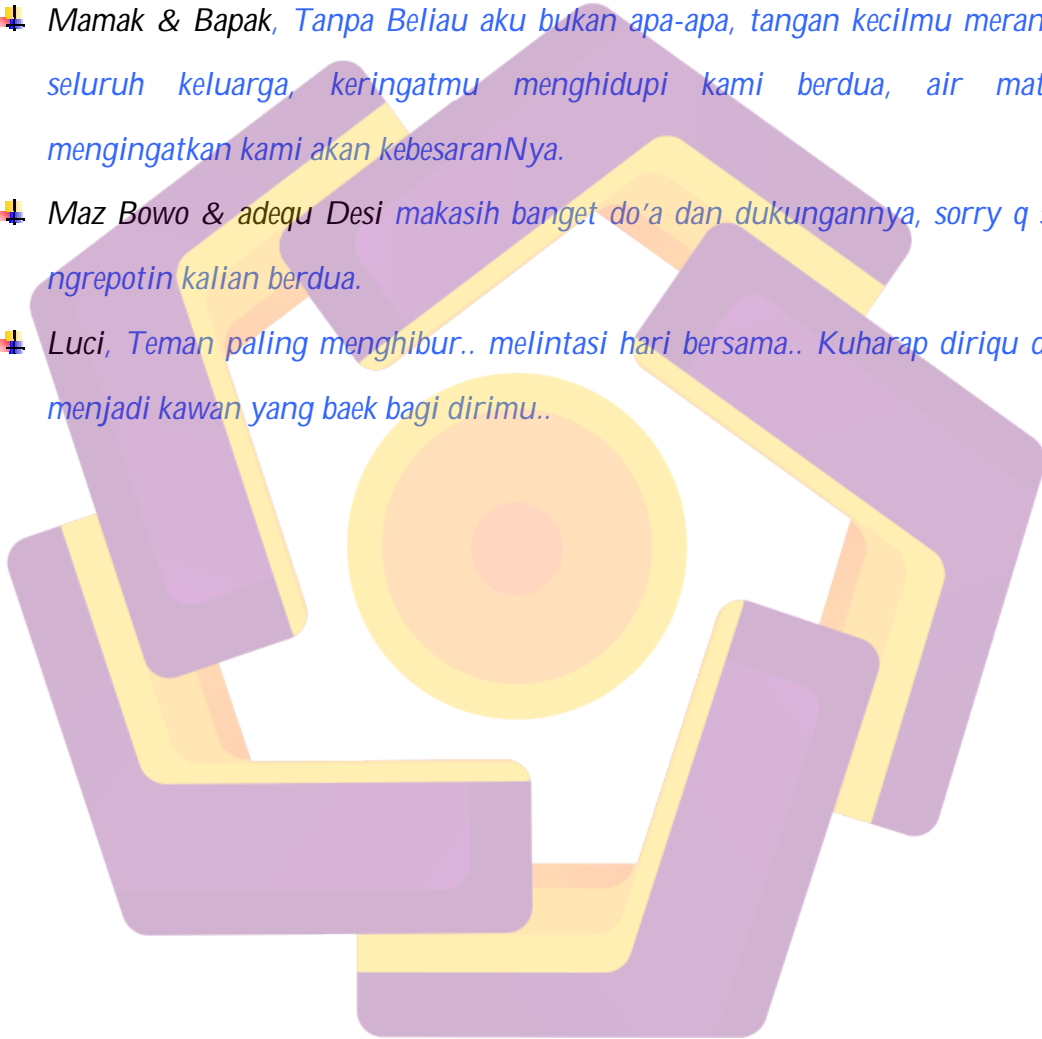 Mamak & Bapak, Tanpa Beliau aku bukan apa-apa, tangan kecilmu
seluruh keluarga, keringatmu menghidupi kami berdua, air
mengingatkan kami akan kebesaranNya.
Maz Bowo & adequ Desi makasih banget do'a dan dukungannya, sorry q
ngrepotin kalian berdua.
Luci, Teman paling menghibur.. melintasi hari bersama.. Kuharap diriqu
menjadi kawan yang baek bagi dirimu..